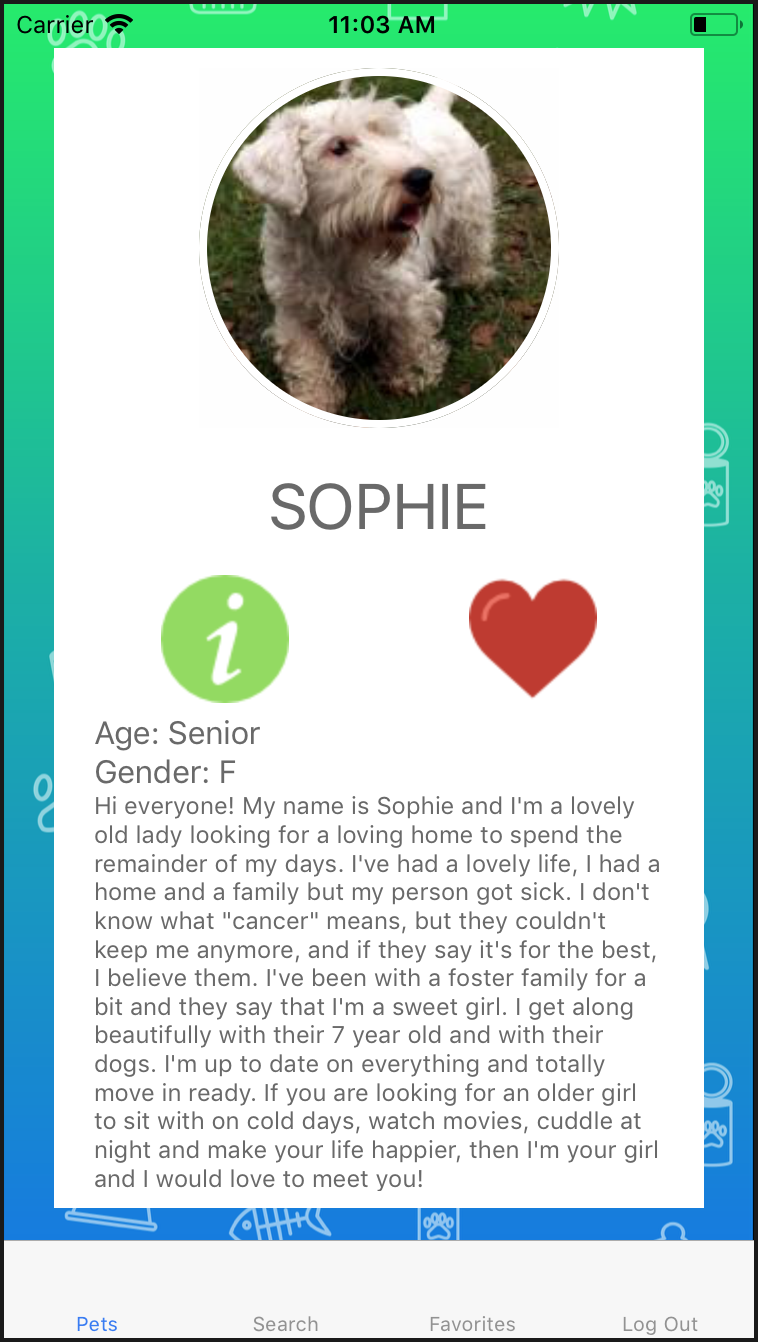 Carrier 11:03 AM
SOPHIE
i
Age: Senior
Gender: F
Hi everyone! My name is Sophie and I'm a lovely
old lady looking for a loving home to spend the
remainder of my days. I've had a lovely life, I had a
home and a family but my person got sick. I don't
know what "cancer" means, but they couldn't
keep me anymore, and if they say it's for the best,
I believe them. I've been with a foster family for a
bit and they say that I'm a sweet girl. I get along
beautifully with their 7 year old and with their
dogs. I'm up to date on everything and totally
move in ready. If you are looking for an older girl
to sit with on cold days, watch movies, cuddle at
night and make your life happier, then I'm your girl
and I would love to meet you!
Pets Search Favorites Log Out